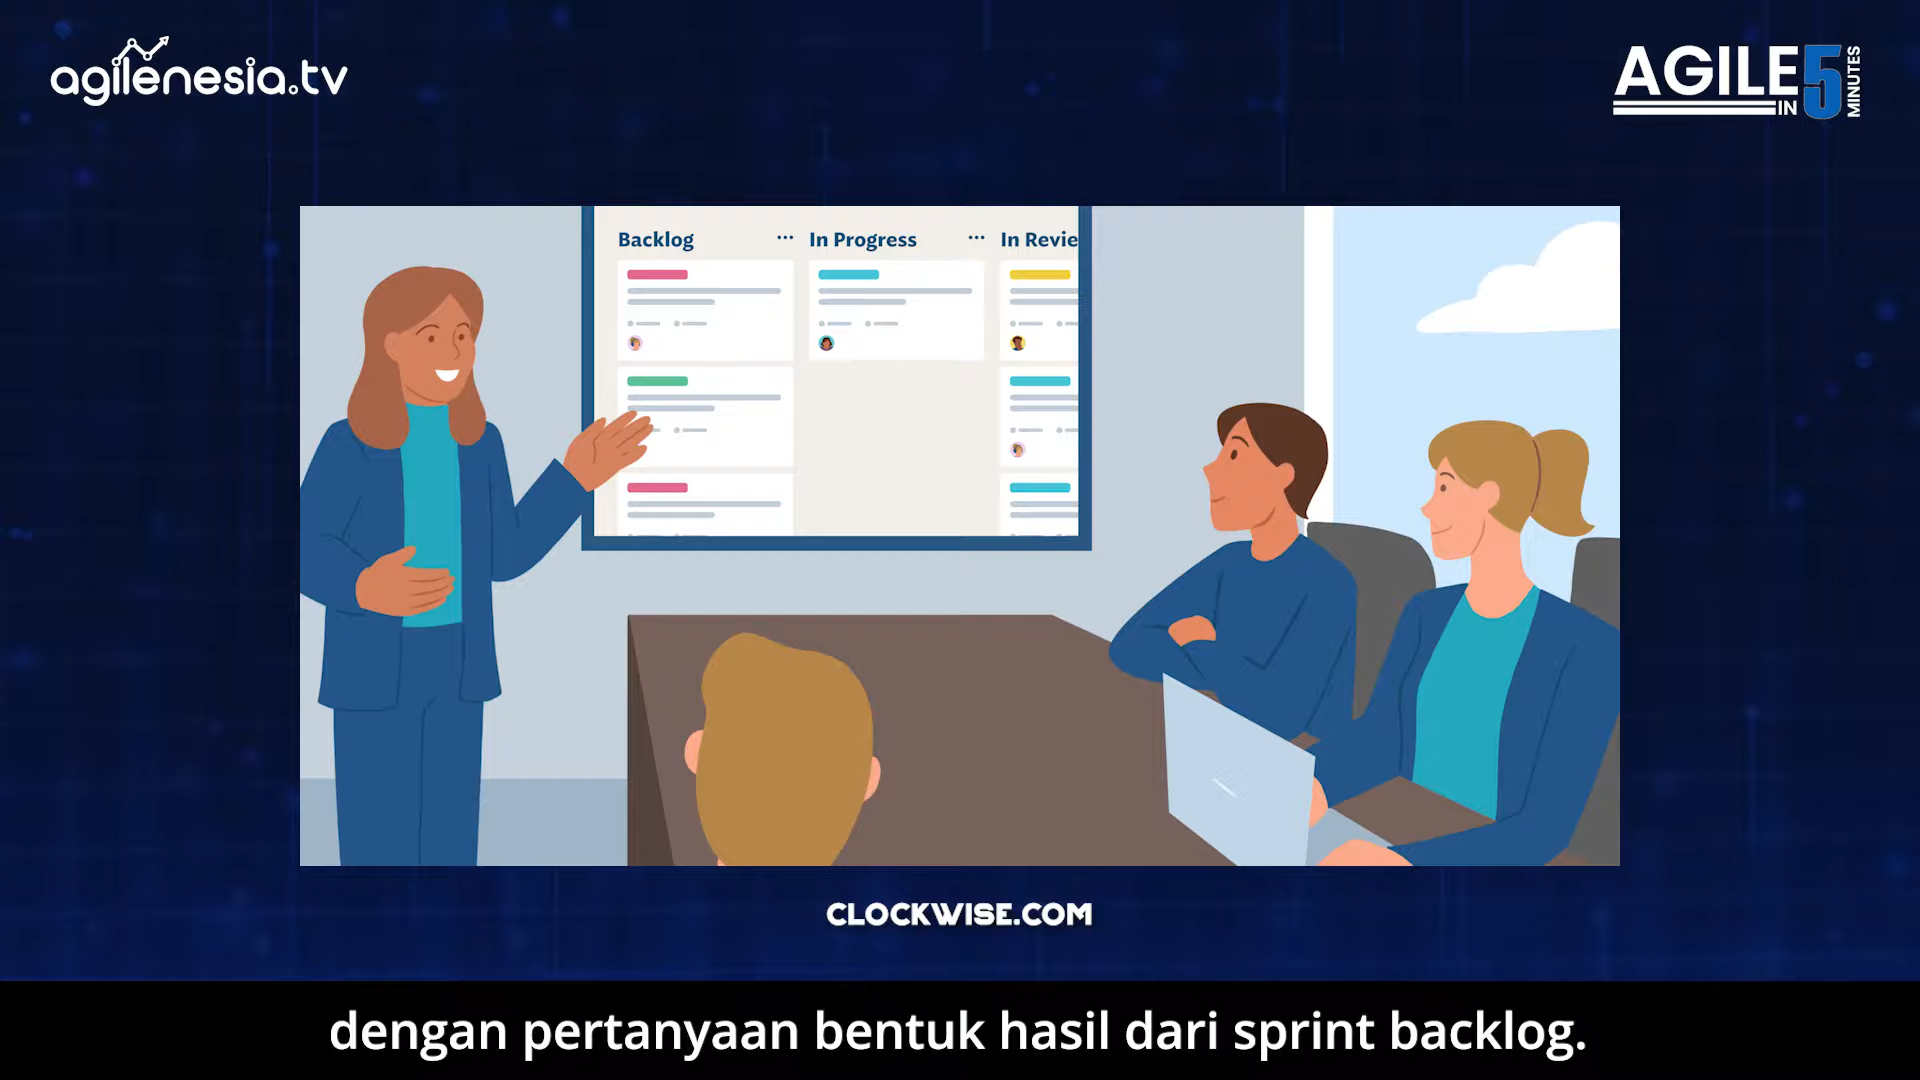 agilenesia.tv
AGILE IN 5 MINUTES
Backlog
In Progress
In Revie
CLOCKWISE.COM
dengan pertanyaan bentuk hasil dari sprint backlog.